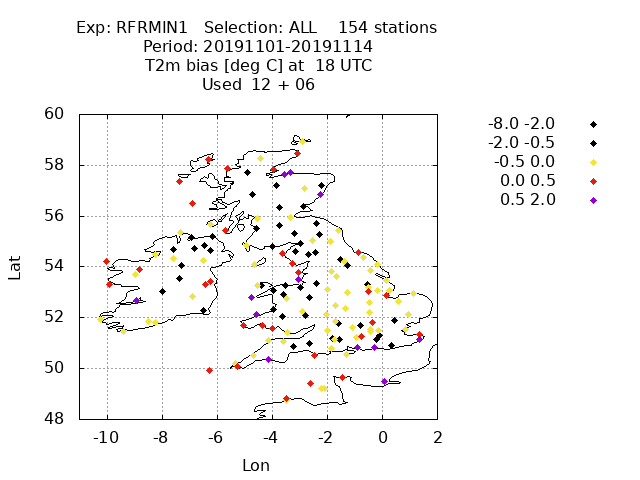 Exp: RFRMIN1 Selection: ALL 154 stations
Period: 20191101-20191114
T2m bias [deg C] at 18 UTC
Used 12 + 06
60
58
56
54
52
50
48
Lat
-10 -8 -6 -4 -2 0 2
Lon
-8.0 -2.0
-2.0 -0.5
-0.5 0.0
0.0 0.5
0.5 2.0